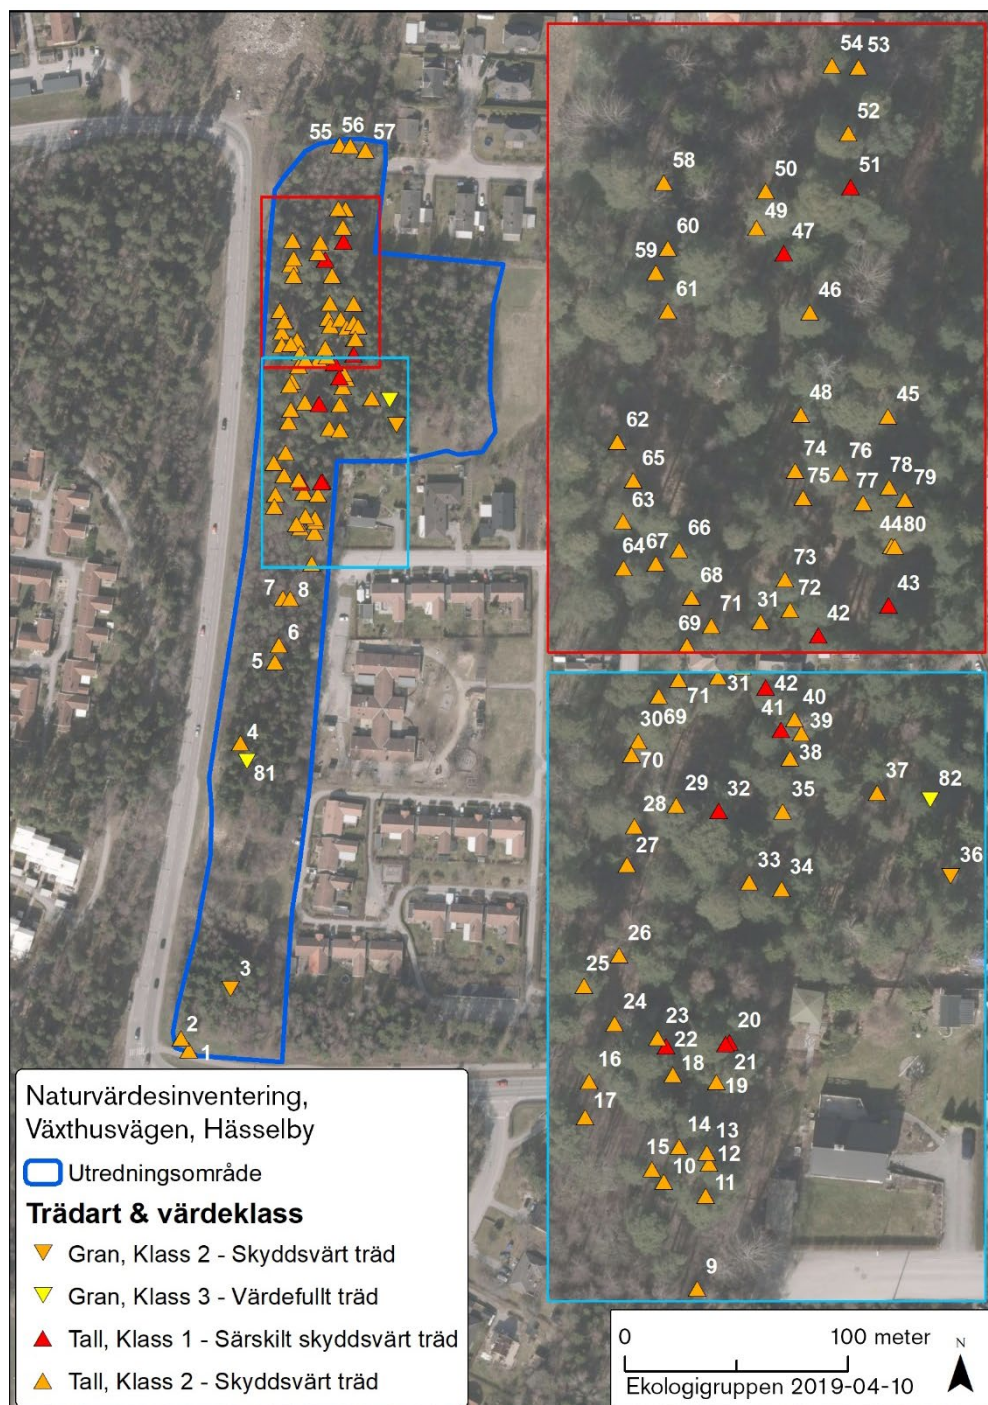 55 56 57
7 8
6
5
4
81
3
2
1
54 53
52
58 50 51
49
60 47
59
61 46
48 45
62
74 76 78
65 75 77 79
63
66 44 80
64 67
73
68 72 43
71 31 42
69
31 42
71 40
30 69 41 39
70 38
29 32 35 37 82
28
27 33 34 36
26
25
24
23 20
16 22
18 21
17 19
14 13
15 12
10 11
9
Naturvärdesinventering,
Växthusvägen, Hässelby
Utredningsområde
Trädart & värdeklass
Gran, Klass 2 - Skyddsvärt träd
Gran, Klass 3 - Värdefullt träd
Tall, Klass 1 - Särskilt skyddsvärt träd
Tall, Klass 2 - Skyddsvärt träd
0 100 meter
N
Ekologigruppen 2019-04-10